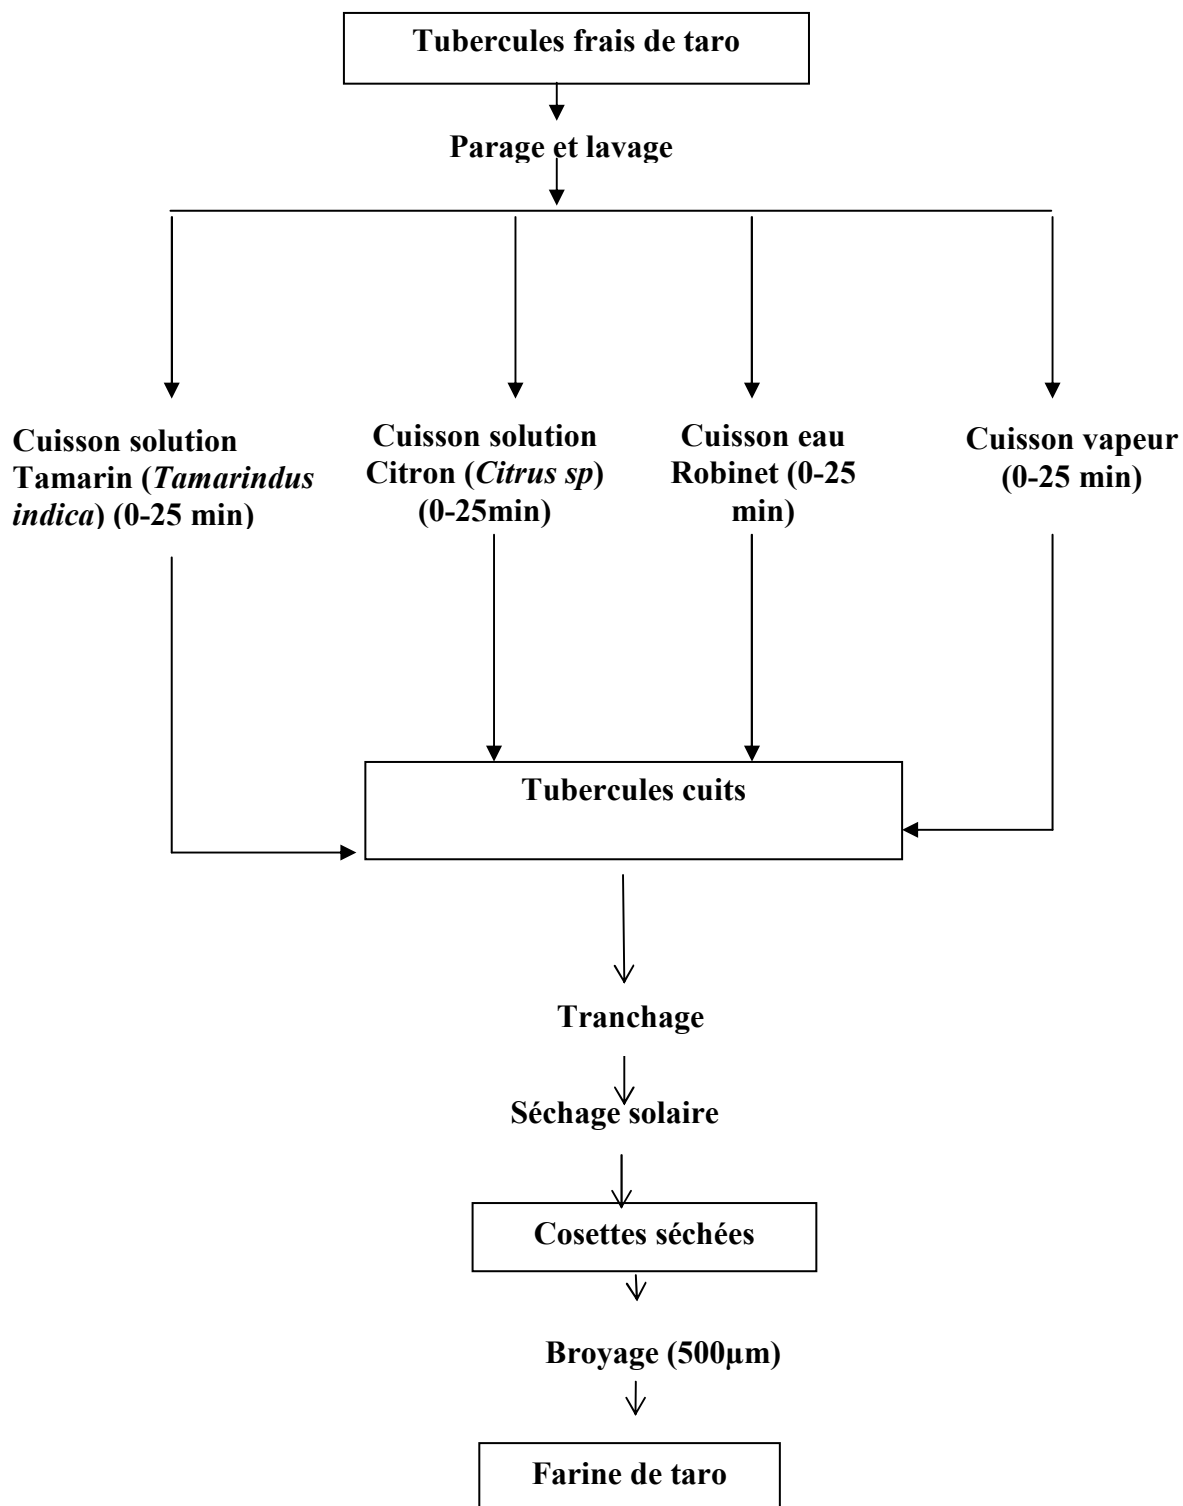 Tubercules frais de taro
Parage et lavage
Cuisson solution
Tamarin (Tamarindus
indica) (0-25 min)
Cuisson solution
Citron (Citrus sp)
(0-25min)
Cuisson eau
Robinet (0-25
min)
Cuisson vapeur
(0-25 min)
Tubercules cuits
Tranchage
Séchage solaire
Cosettes séchées
Broyage (500µm)
Farine de taro